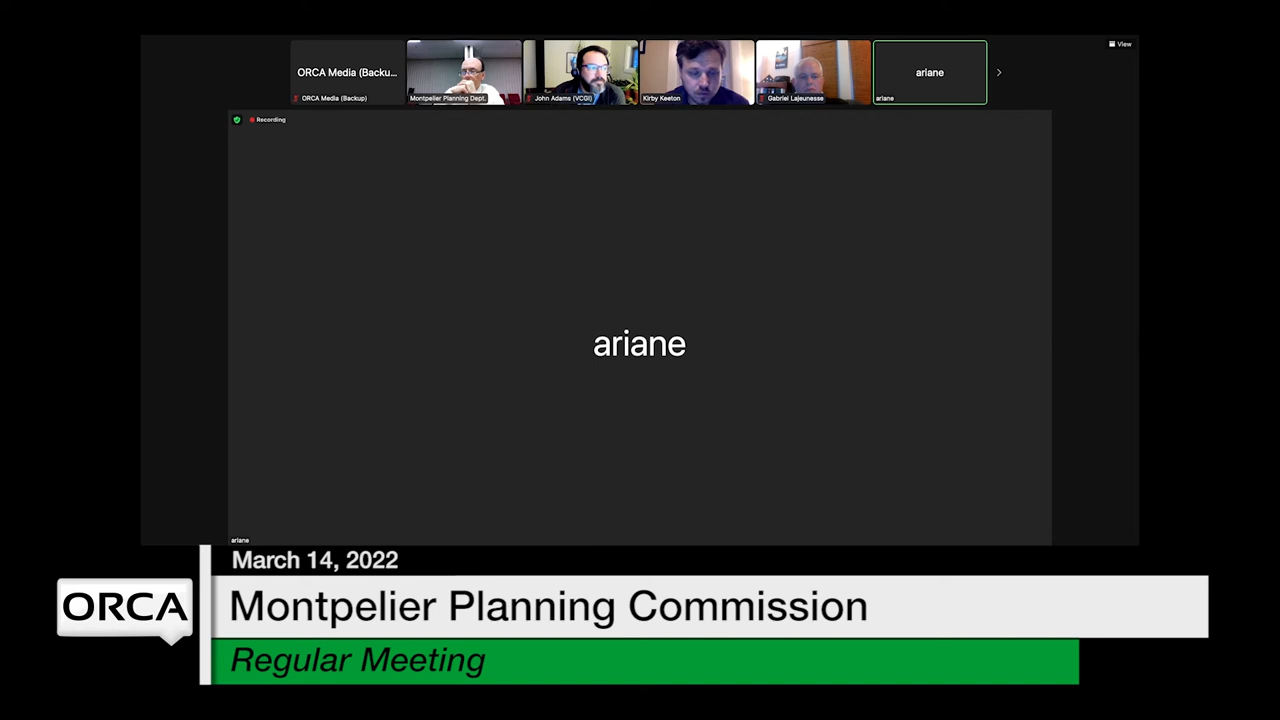 View
ORCA Media (Backu...
ariane
ORCA Media (Backup)
Montpelier Planning Dept.
John Adams (VCGI)
Kirby Keeton
Gabriel Lajeunesse
ariane
Recording
ariane
ariane
March 14, 2022
ORCA
Montpelier Planning Commission
Regular Meeting